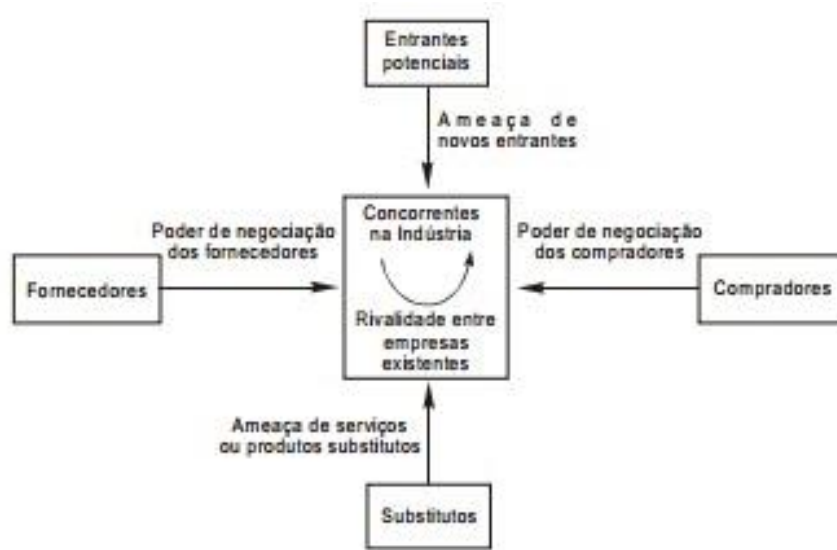 Entrantes
potenciais
Ameaça de
novos entrantes
Concorrentes
na Indústria
Poder de negociação
dos fornecedores
Poder de negociação
dos compradores
Fornecedores
Compradores
Rivalidade entre
empresas
existentes
Ameaça de serviços
ou produtos substitutos
Substitutos